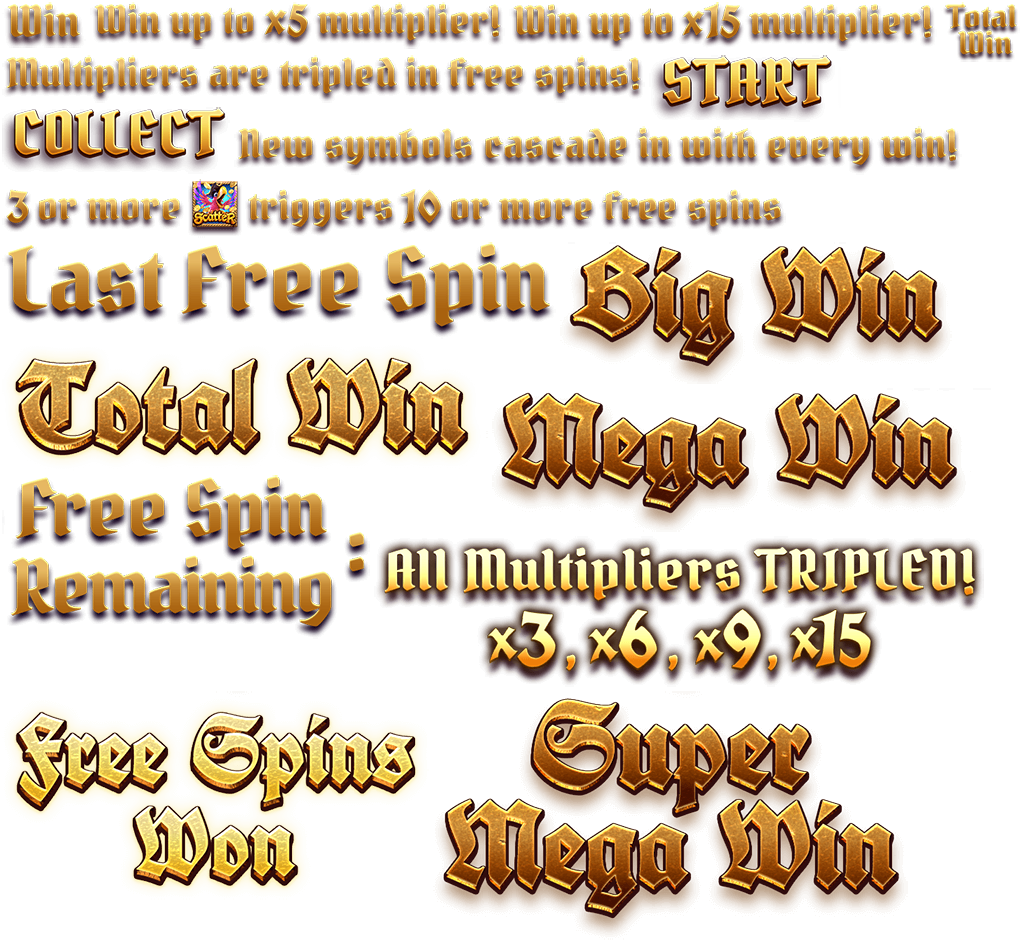 Win Win up to x5 multiplier! Win up to x15 multiplier! Total Win
Multipliers are tripled in free spins! START
COLLECT New symbols cascade in with every win!
3 or more Scatter triggers 10 or more free spins
Last Free Spin Big Win
Total Win Mega Win
Free Spin
Remaining :
All Multipliers TRIPLED!
x3, x6, x9, x15
Free Spins
Won
Super
Mega Win